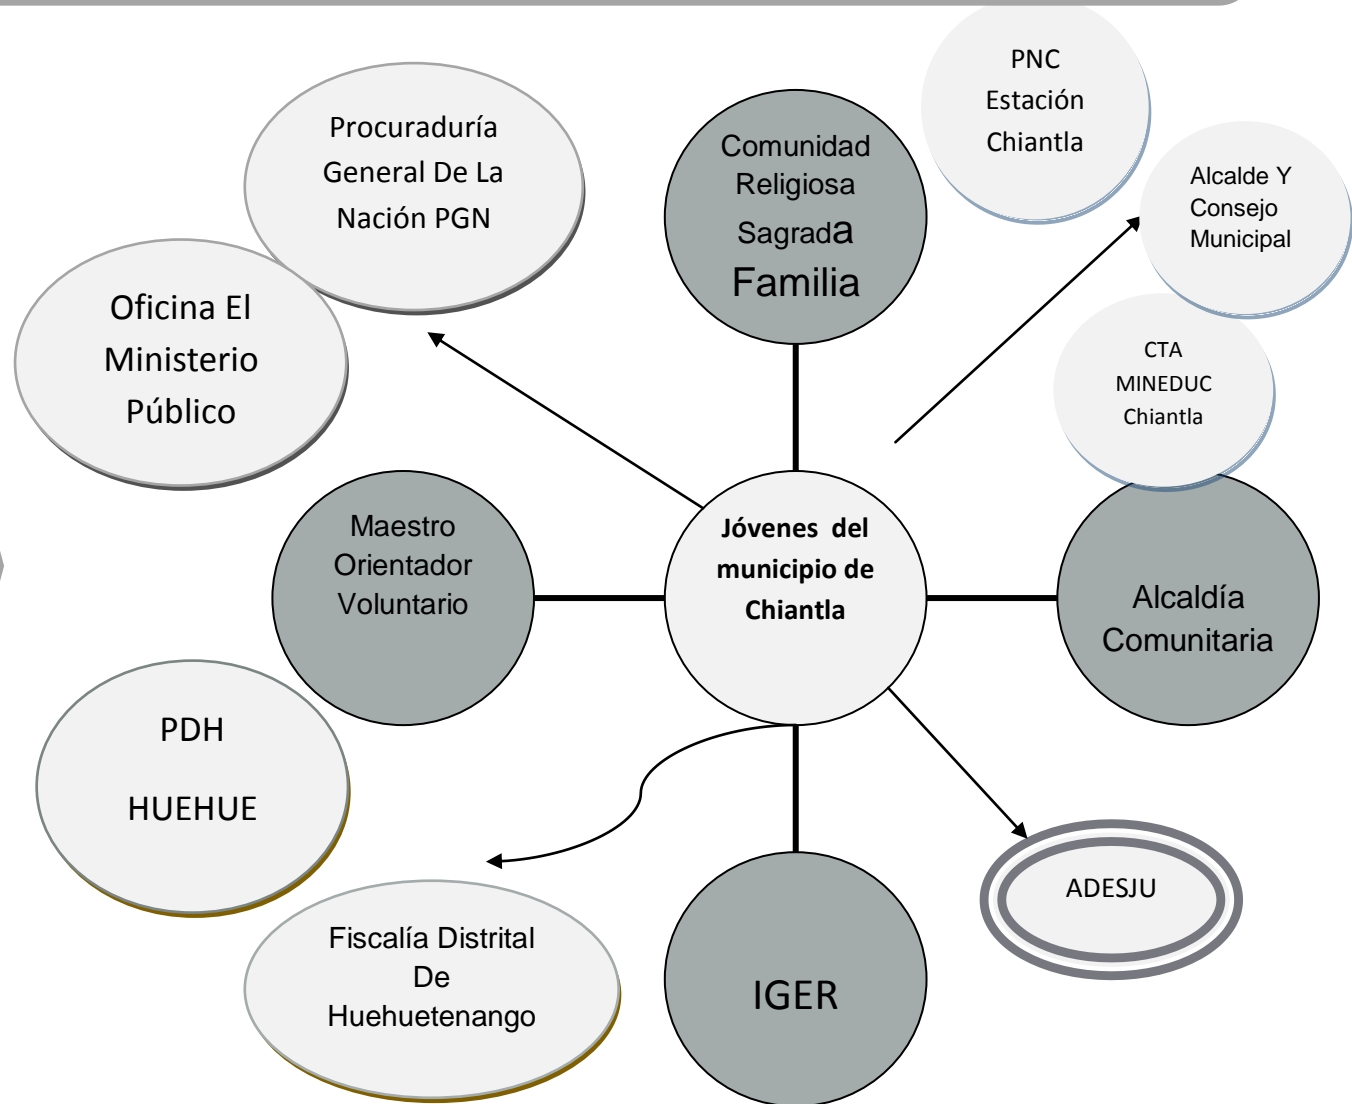 PNC
Estación
Chiantla
Procuraduría
General De La
Nación PGN
Comunidad
Religiosa
Sagrada
Familia
Alcalde Y
Consejo
Municipal
Oficina El
Ministerio
Público
CTA
MINEDUC
Chiantla
Maestro
Orientador
Voluntario
Jóvenes del
municipio de
Chiantla
Alcaldía
Comunitaria
PDH
HUEHUE
ADESJU
Fiscalía Distrital
De
Huehuetenango
IGER